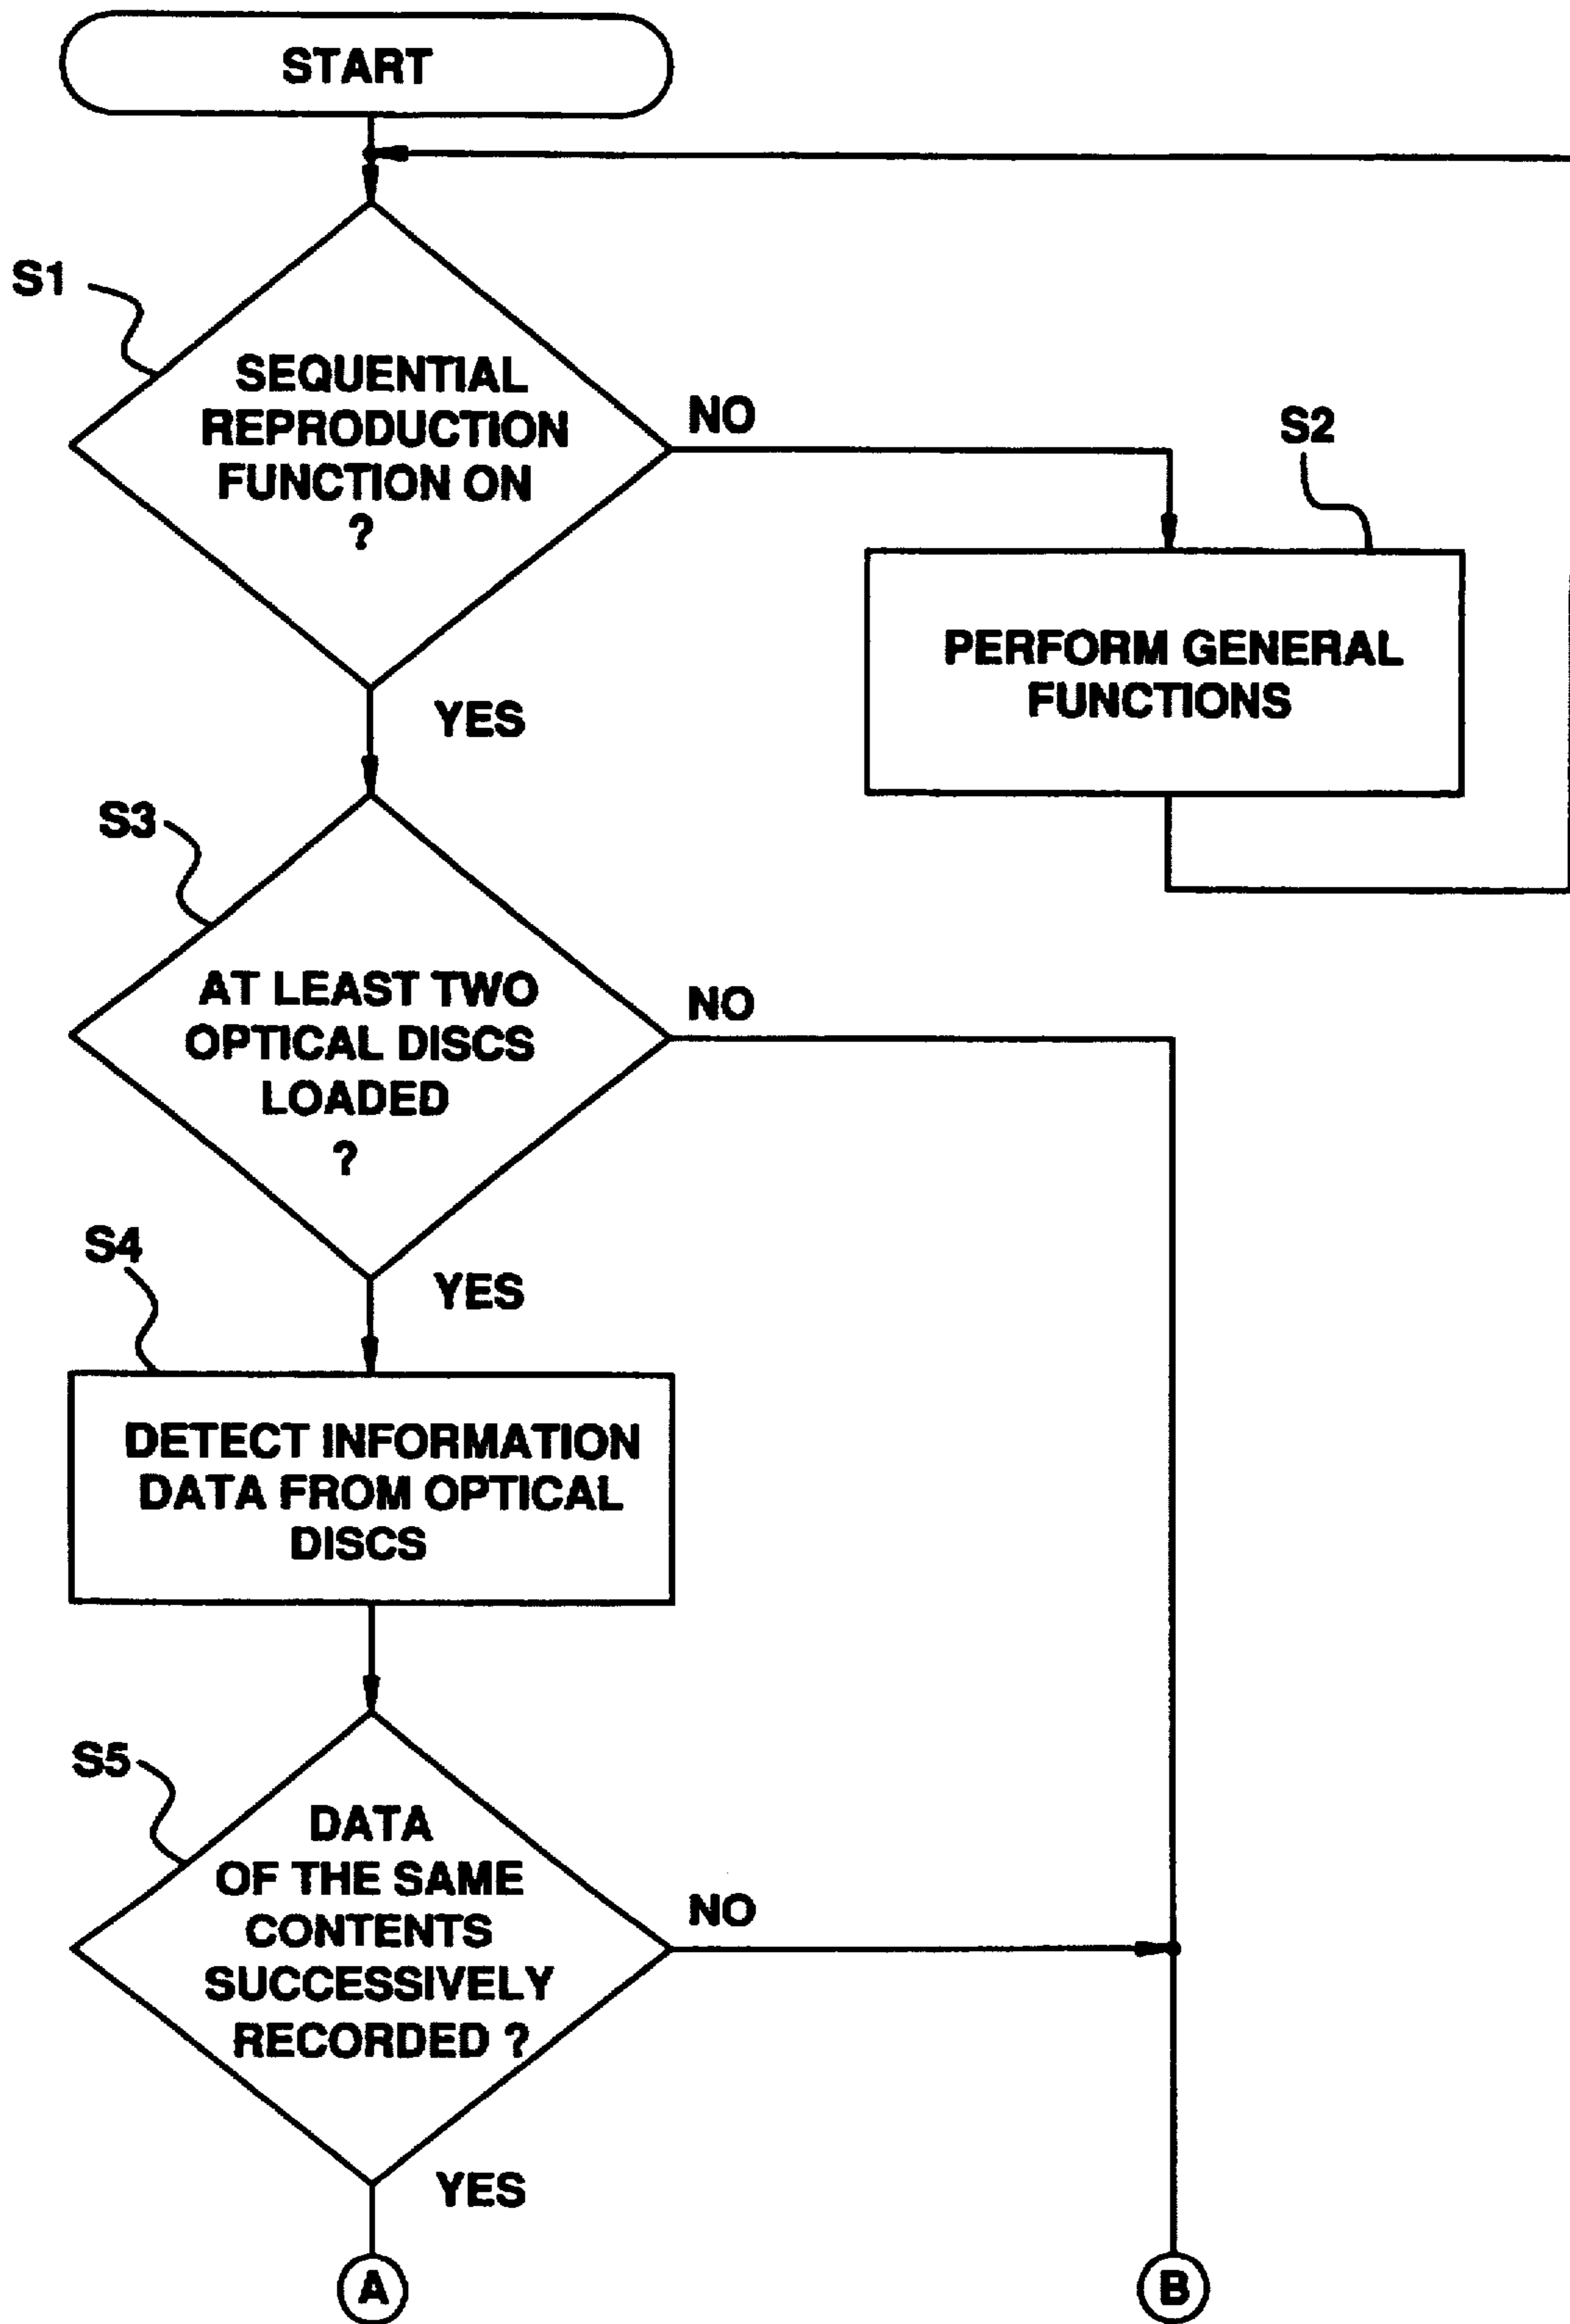 START
S1
SEQUENTIAL
REPRODUCTION
FUNCTION ON
?
NO
S2
PERFORM GENERAL
FUNCTIONS
YES
S3
AT LEAST TWO
OPTICAL DISCS
LOADED
?
NO
YES
S4
DETECT INFORMATION
DATA FROM OPTICAL
DISCS
S5
DATA
OF THE SAME
CONTENTS
SUCCESSIVELY
RECORDED ?
NO
YES
A
B